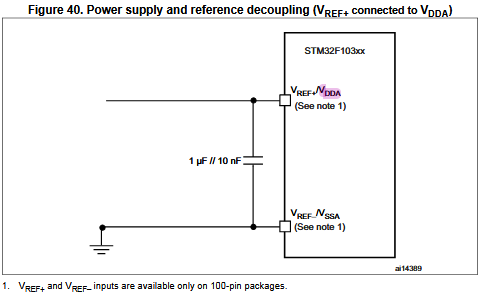 Figure 40. Power supply and reference decoupling (VREF+ connected to VDDA)
STM32F103xx
VREF+/VDDA
(See note 1)
1 µF // 10 nF
VREF–/VSSA
(See note 1)
ai14389
1. VREF+ and VREF– inputs are available only on 100-pin packages.